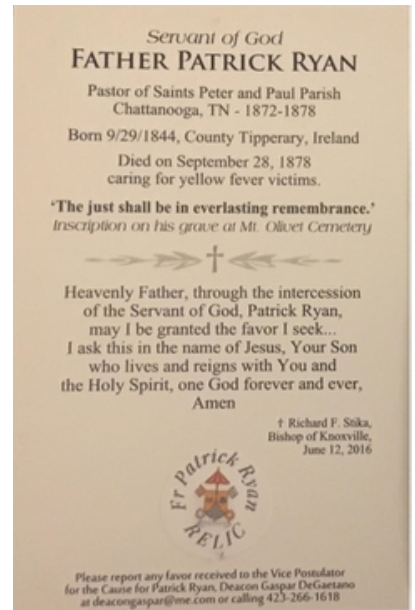 Servant of God
FATHER PATRICK RYAN
Pastor of Saints Peter and Paul Parish
Chattanooga, TN - 1872-1878
Born 9/29/1844, County Tipperary, Ireland
Died on September 28, 1878
caring for yellow fever victims.
'The just shall be in everlasting remembrance.'
Inscription on his grave at Mt. Olivet Cemetery
Heavenly Father, through the intercession
of the Servant of God, Patrick Ryan,
may I be granted the favor I seek...
I ask this in the name of Jesus, Your Son
who lives and reigns with You and
the Holy Spirit, one God forever and ever,
Amen
† Richard F. Stika,
Bishop of Knoxville,
June 12, 2016
Fr Patrick Ryan
RELIC
Please report any favor received to the Vice Postulator
for the Cause for Patrick Ryan, Deacon Gaspar DeGaetano
at deacongaspar@me.com or calling 423-266-1618